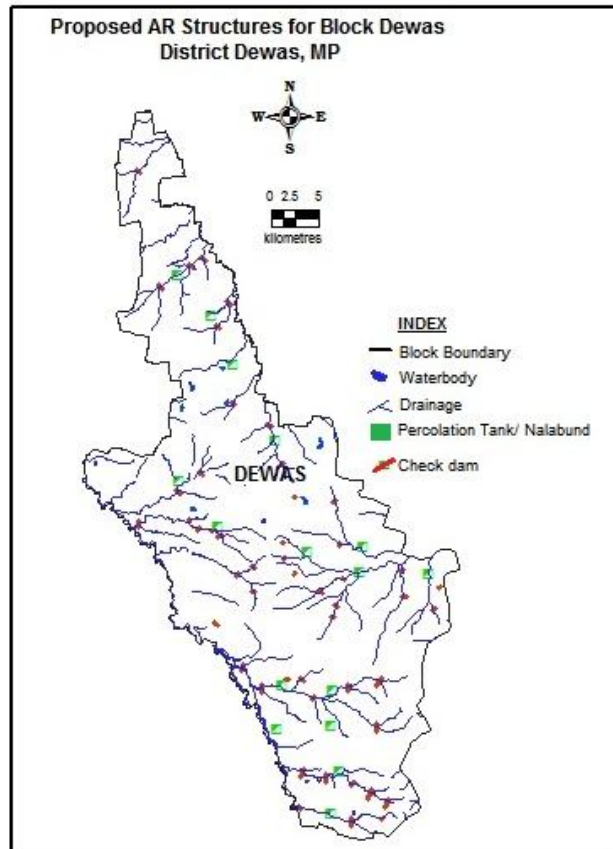 Proposed AR Structures for Block Dewas
District Dewas, MP
N
W E
S
0 2.5 5
kilometres
INDEX
Block Boundary
Waterbody
Drainage
Percolation Tank/ Nalabund
Check dam
DEWAS